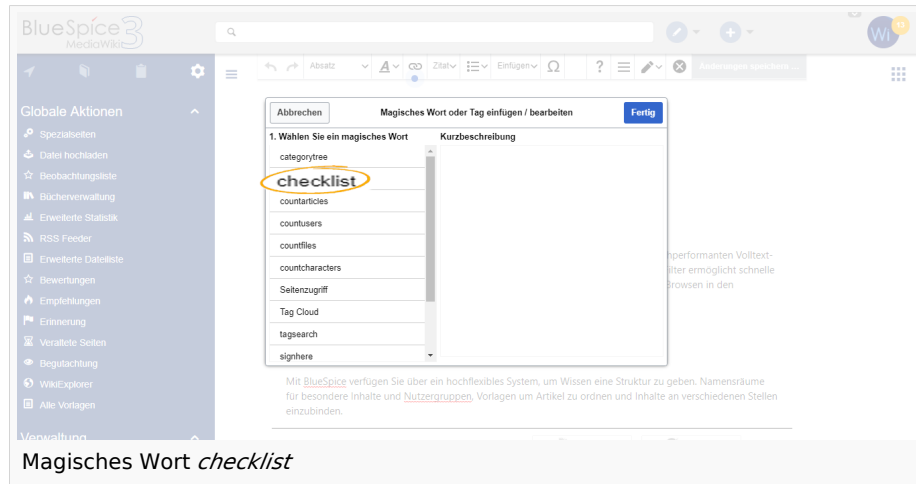 BlueSpice 3
MediaWiki
Wi
Absatz A Zitat Einfügen Ω ? Änderungen speichern ...
Globale Aktionen
Spezialseiten
Datei hochladen
Beobachtungsliste
Bücherverwaltung
Erweiterte Statistik
RSS Feeder
Erweiterte Dateiliste
Bewertungen
Empfehlungen
Erinnerung
Veraltete Seiten
Begutachtung
WikiExplorer
Alle Vorlagen
Verwaltung
Abbrechen Magisches Wort oder Tag einfügen / bearbeiten Fertig
1. Wählen Sie ein magisches Wort Kurzbeschreibung
categorytree
checklist
countarticles
countusers
countfiles
countcharacters
Seitenzugriff
Tag Cloud
tagsearch
signhere
hperformanten Volltext-
ilter ermöglicht schnelle
Browsen in den
Mit BlueSpice verfügen Sie über ein hochflexibles System, um Wissen eine Struktur zu geben. Namensräume
für besondere Inhalte und Nutzergruppen, Vorlagen um Artikel zu ordnen und Inhalte an verschiedenen Stellen
einzubinden.
Magisches Wort checklist